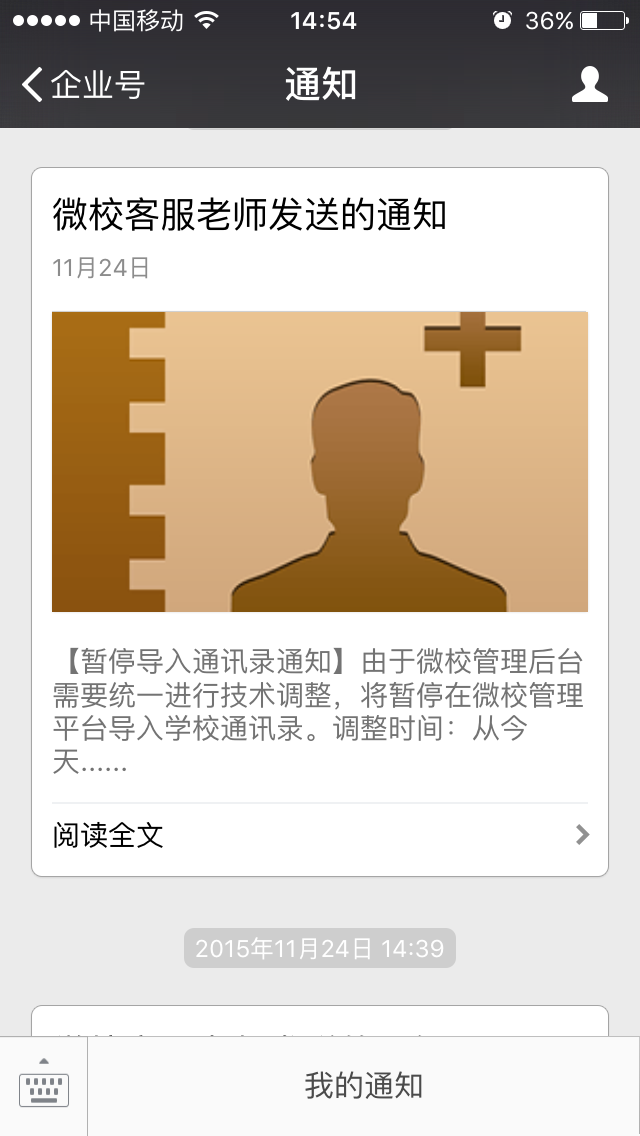 中国移动 14:54 36%
企业号 通知
微校客服老师发送的通知
11月24日
【暂停导入通讯录通知】由于微校管理后台
需要统一进行技术调整，将暂停在微校管理
平台导入学校通讯录。调整时间：从今
天......
阅读全文
2015年11月24日 14:39
我的通知